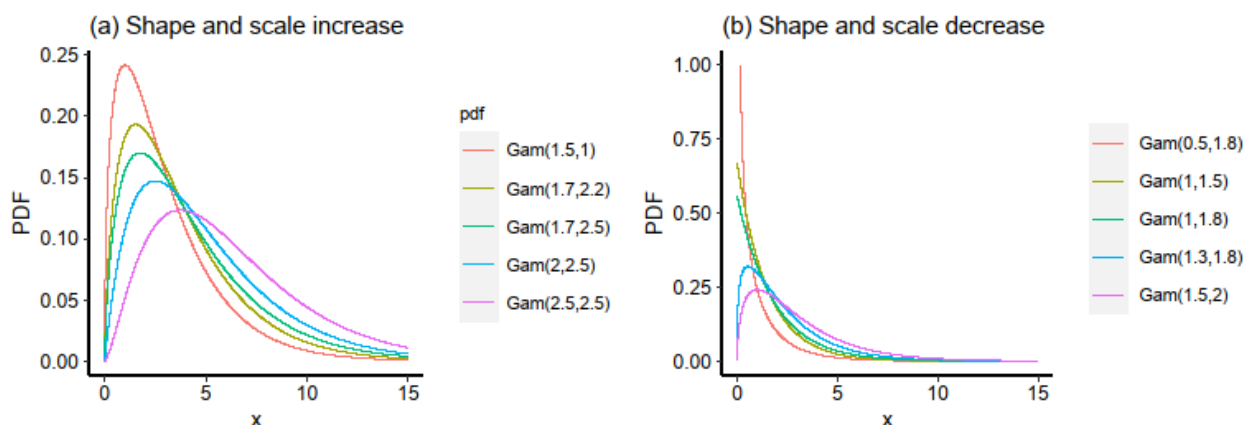 (a) Shape and scale increase
0.25
0.20
0.15
0.10
0.05
0.00
PDF
0
5
10
15
x
pdf
Gam(1.5,1)
Gam(1.7,2.2)
Gam(1.7,2.5)
Gam(2,2.5)
Gam(2.5,2.5)
(b) Shape and scale decrease
1.00
0.75
0.50
0.25
0.00
PDF
0
5
10
15
x
Gam(0.5,1.8)
Gam(1,1.5)
Gam(1,1.8)
Gam(1.3,1.8)
Gam(1.5,2)